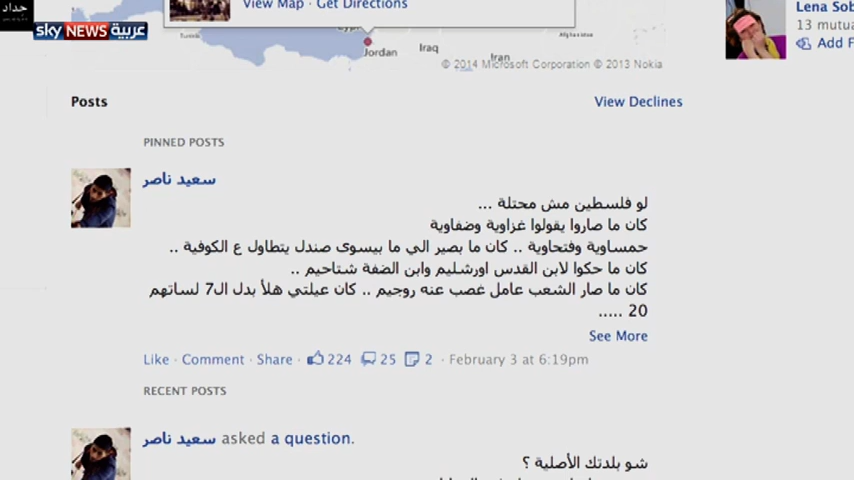 جداد
sky NEWS عربية
View Map · Get Directions
Egypt
Tunis
Jordan
Iraq
Iran
Afghanistan
© 2014 Microsoft Corporation © 2013 Nokia
Lena Sob
13 mutua
Add F
Posts
View Declines
PINNED POSTS
سعيد ناصر
لو فلسطين مش محتلة ...
كان ما صاروا يقولوا غزاوية وضفاوية
حمساوية وفتحاوية .. كان ما بصير الي ما بيسوى صندل يتطاول ع الكوفية ..
كان ما حكوا لابن القدس اورشليم وابن الضفة شتاحيم ..
كان ما صار الشعب عامل غصب عنه روجيم .. كان عيلتي هلأ بدل ال7 لساتهم
20 .....
See More
Like · Comment · Share · 224 25 2 · February 3 at 6:19pm
RECENT POSTS
سعيد ناصر asked a question.
شو بلدتك الأصلية ؟